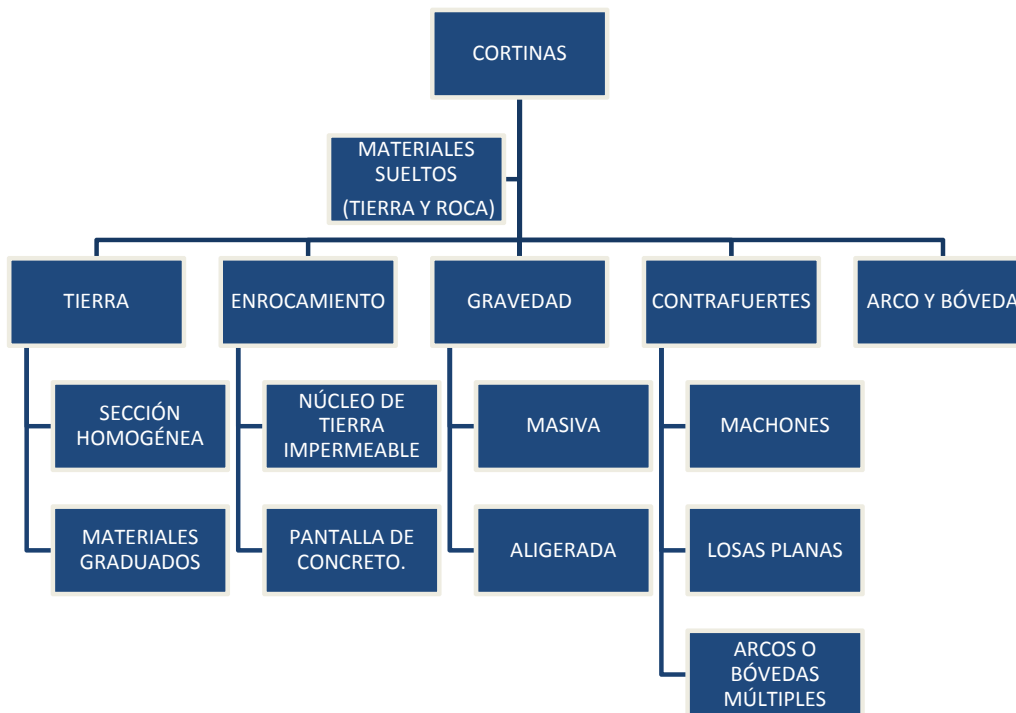 CORTINAS
MATERIALES
SUELTOS
(TIERRA Y ROCA)
TIERRA
ENROCAMIENTO
GRAVEDAD
CONTRAFUERTES
ARCO Y BÓVEDA
SECCIÓN
HOMOGÉNEA
NÚCLEO DE
TIERRA
IMPERMEABLE
MASIVA
MACHONES
MATERIALES
GRADUADOS
PANTALLA DE
CONCRETO.
ALIGERADA
LOSAS PLANAS
ARCOS O
BÓVEDAS
MÚLTIPLES